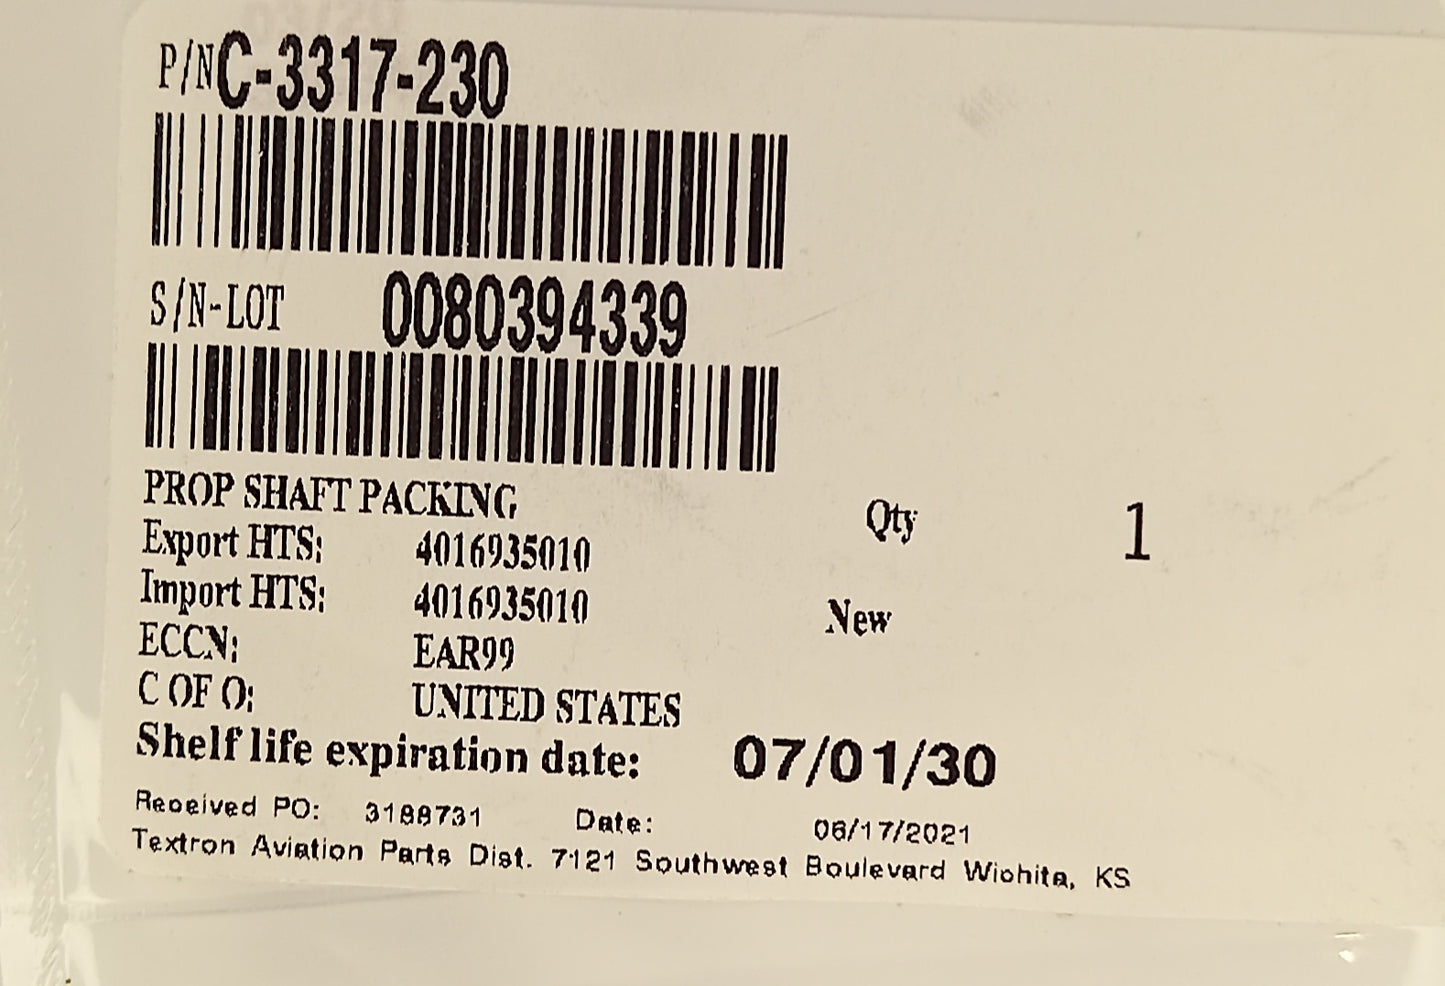 P/N C-3317-230
S/N-LOT 0080394339
PROP SHAFT PACKING
Qty 1
Export HTS: 4016935010
Import HTS: 4016935010
New
ECCN: EAR99
C OF O: UNITED STATES
Shelf life expiration date: 07/01/30
Received PO: 3188731 Date: 06/17/2021
Textron Aviation Parts Dist. 7121 Southwest Boulevard Wichita, KS